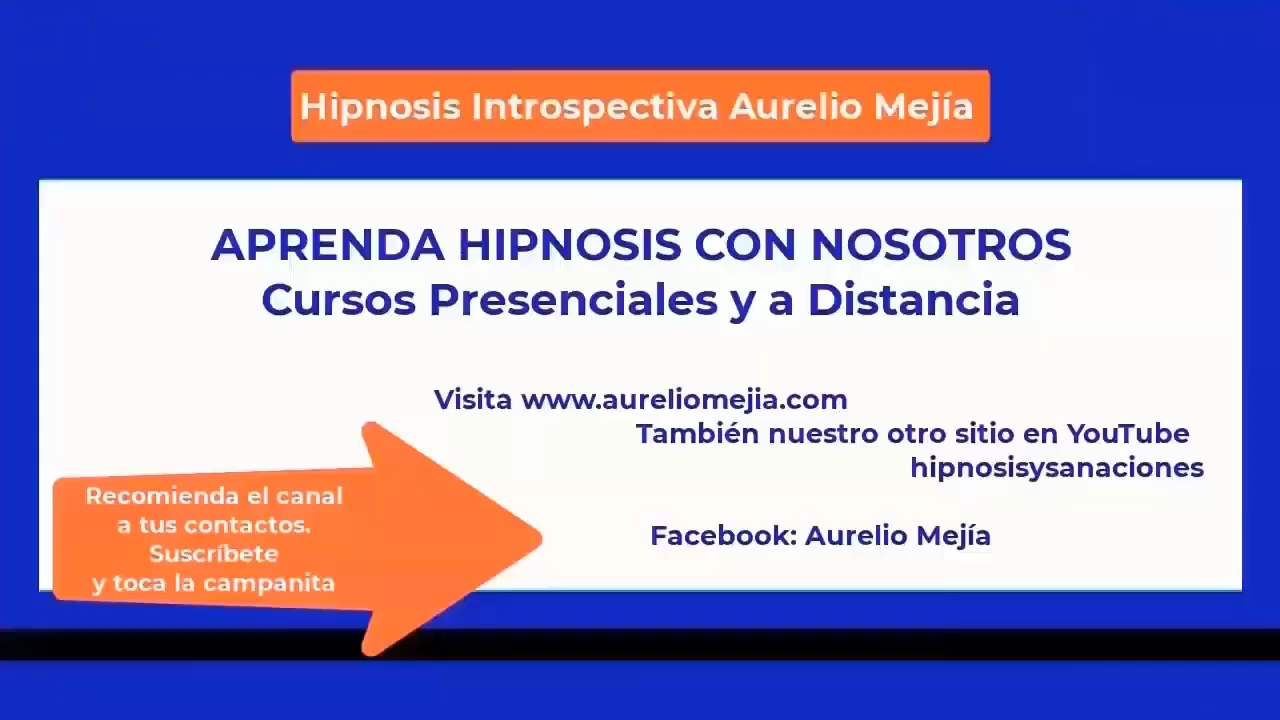 Hipnosis Introspectiva Aurelio Mejía
APRENDA HIPNOSIS CON NOSOTROS
Cursos Presenciales y a Distancia
Visita www.aureliomejia.com
También nuestro otro sitio en YouTube
hipnosisysanaciones
Facebook: Aurelio Mejía
Recomienda el canal
a tus contactos.
Suscríbete
y toca la campanita